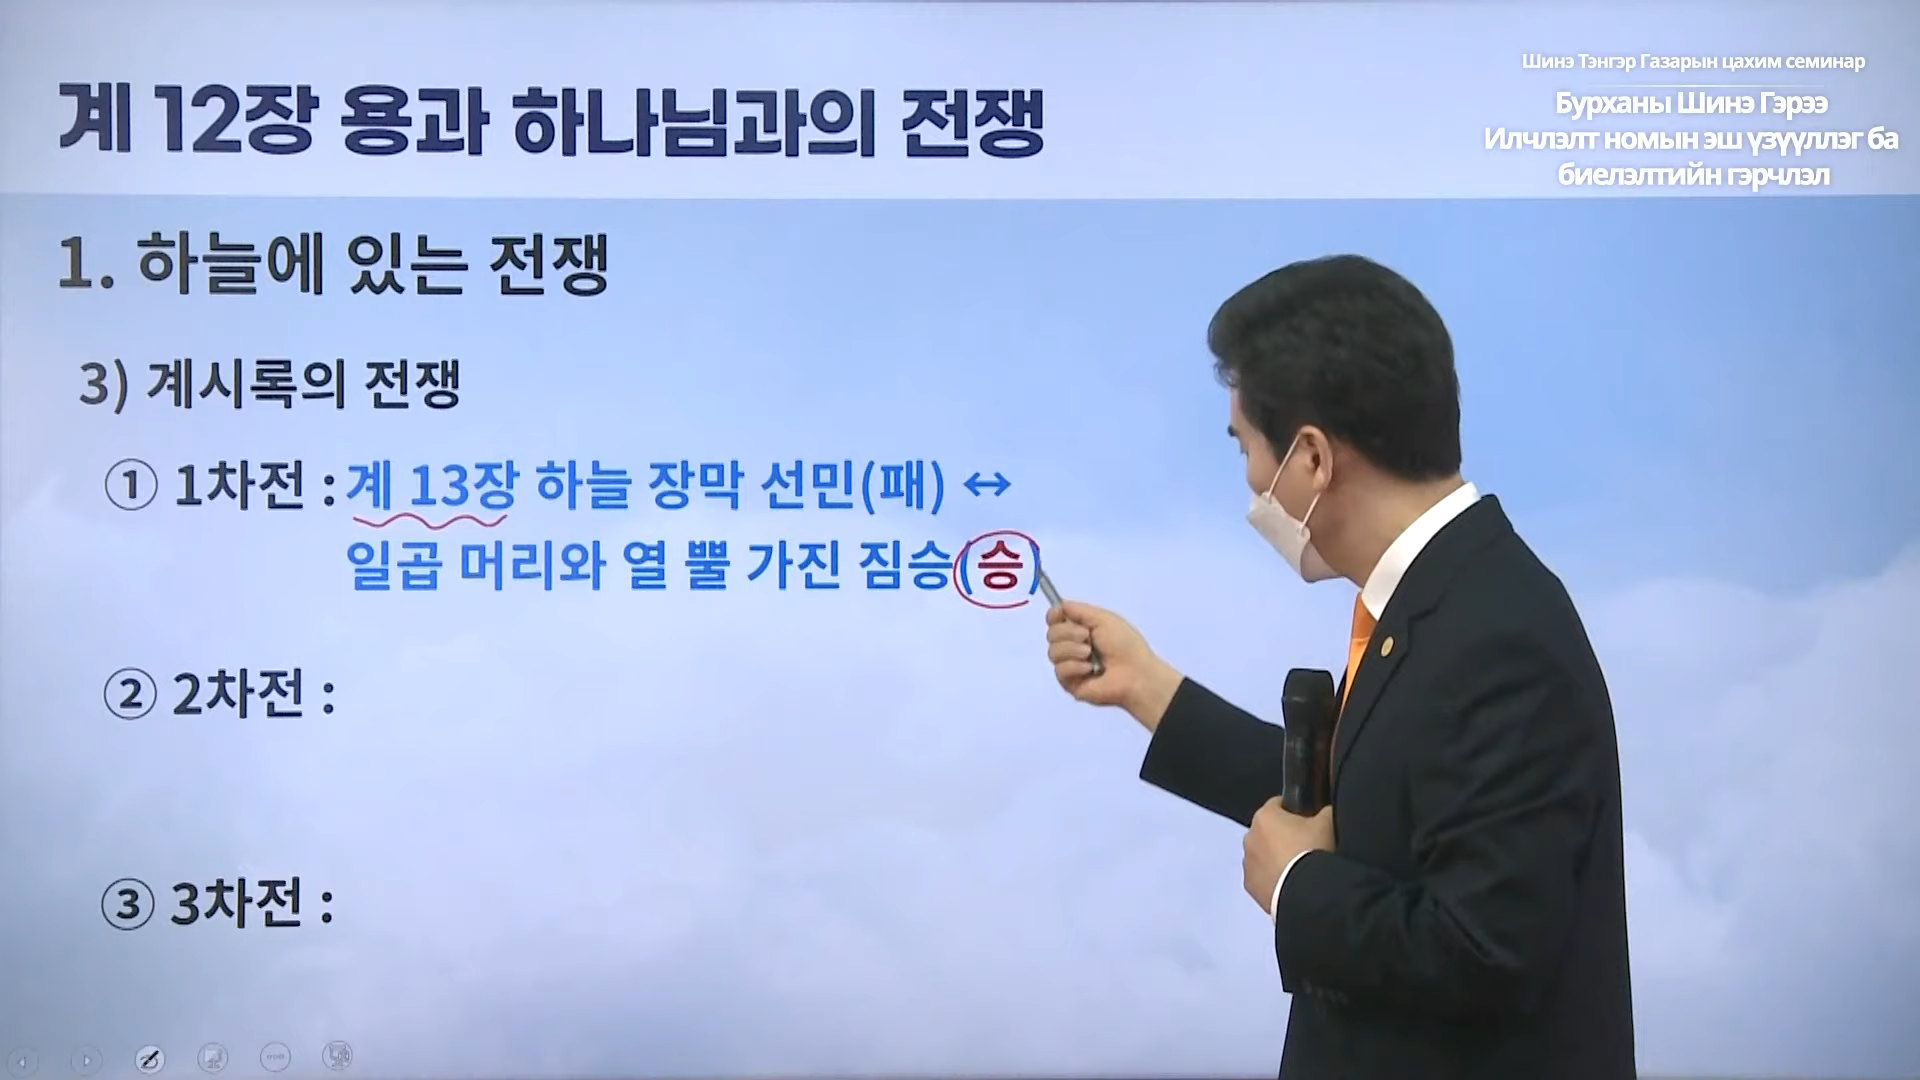 계 12장 용과 하나님과의 전쟁
Шинэ Тэнгэр Газарын цахим семинар
Бурханы Шинэ Гэрээ
Илчлэлт номын эш үзүүллэг ба
биелэлтийн гэрчлэл
1. 하늘에 있는 전쟁
3) 계시록의 전쟁
① 1차전 : 계 13장 하늘 장막 선민(패) ↔
일곱 머리와 열 뿔 가진 짐승(승)
② 2차전 :
③ 3차전 :